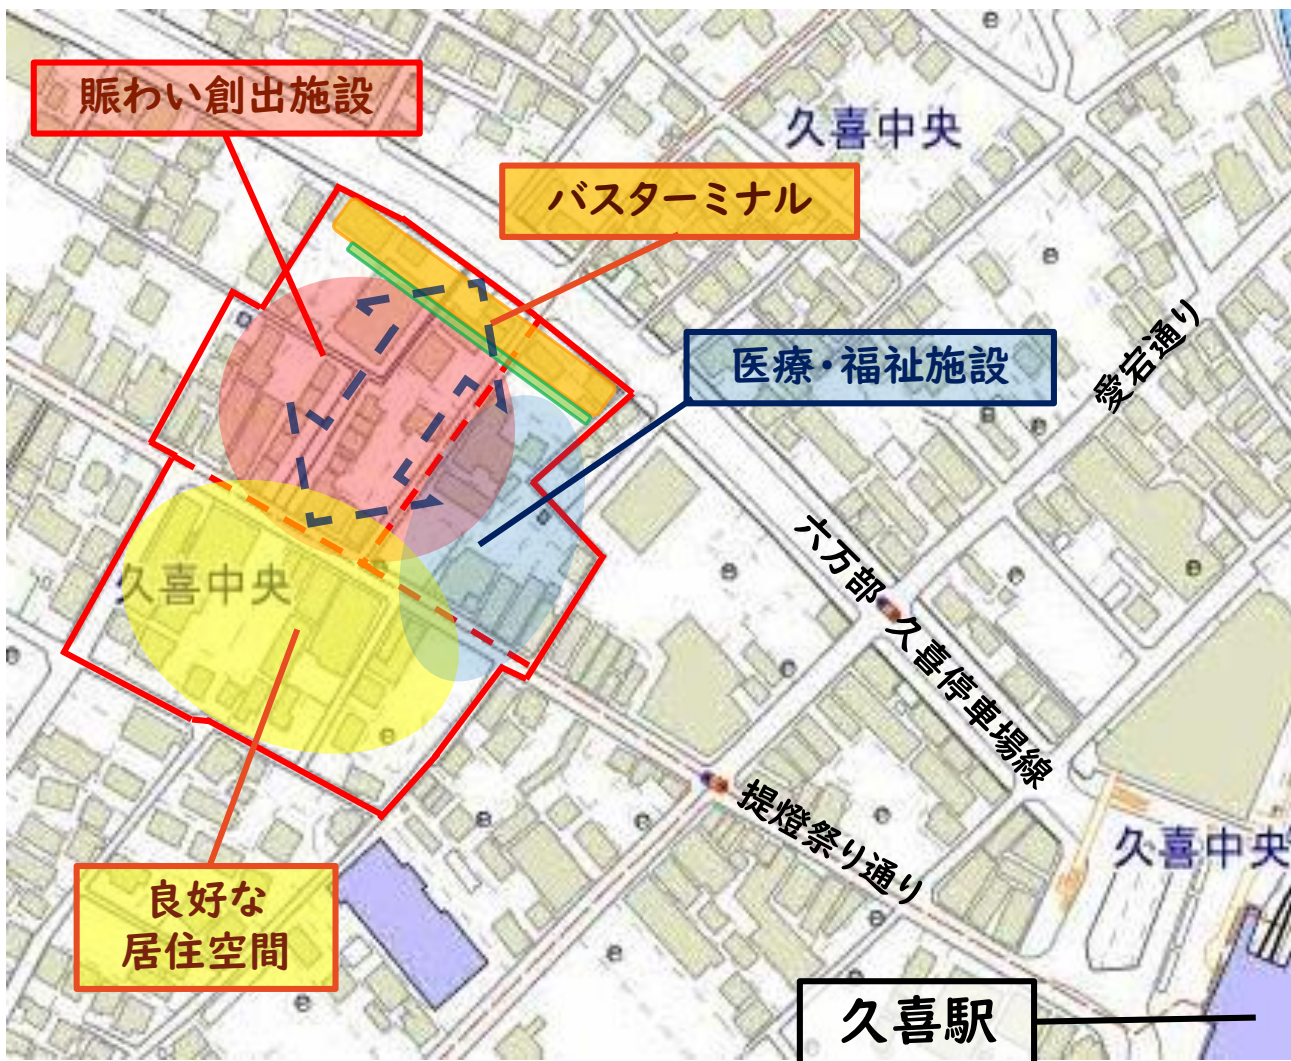 賑わい創出施設
久喜中央
バスターミナル
医療・福祉施設
愛宕通り
六万部
久喜停車場線
久喜中央
提燈祭り通り
久喜中央
良好な
居住空間
久喜駅